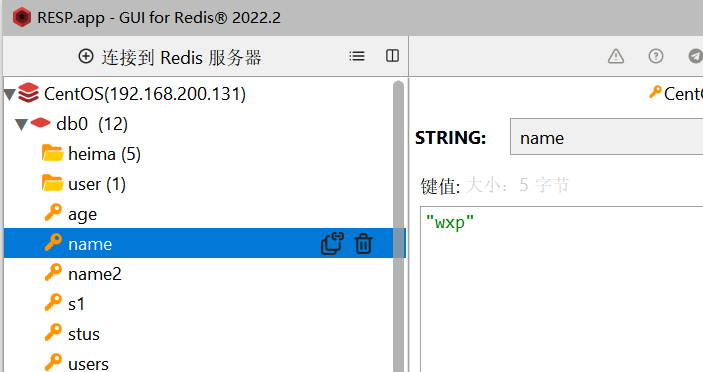 RESP.app - GUI for Redis® 2022.2
连接到 Redis 服务器
CentOS(192.168.200.131)
db0 (12)
heima (5)
user (1)
age
name
name2
s1
stus
users
CentO
STRING:
name
键值: 大小: 5 字节
"wxp"